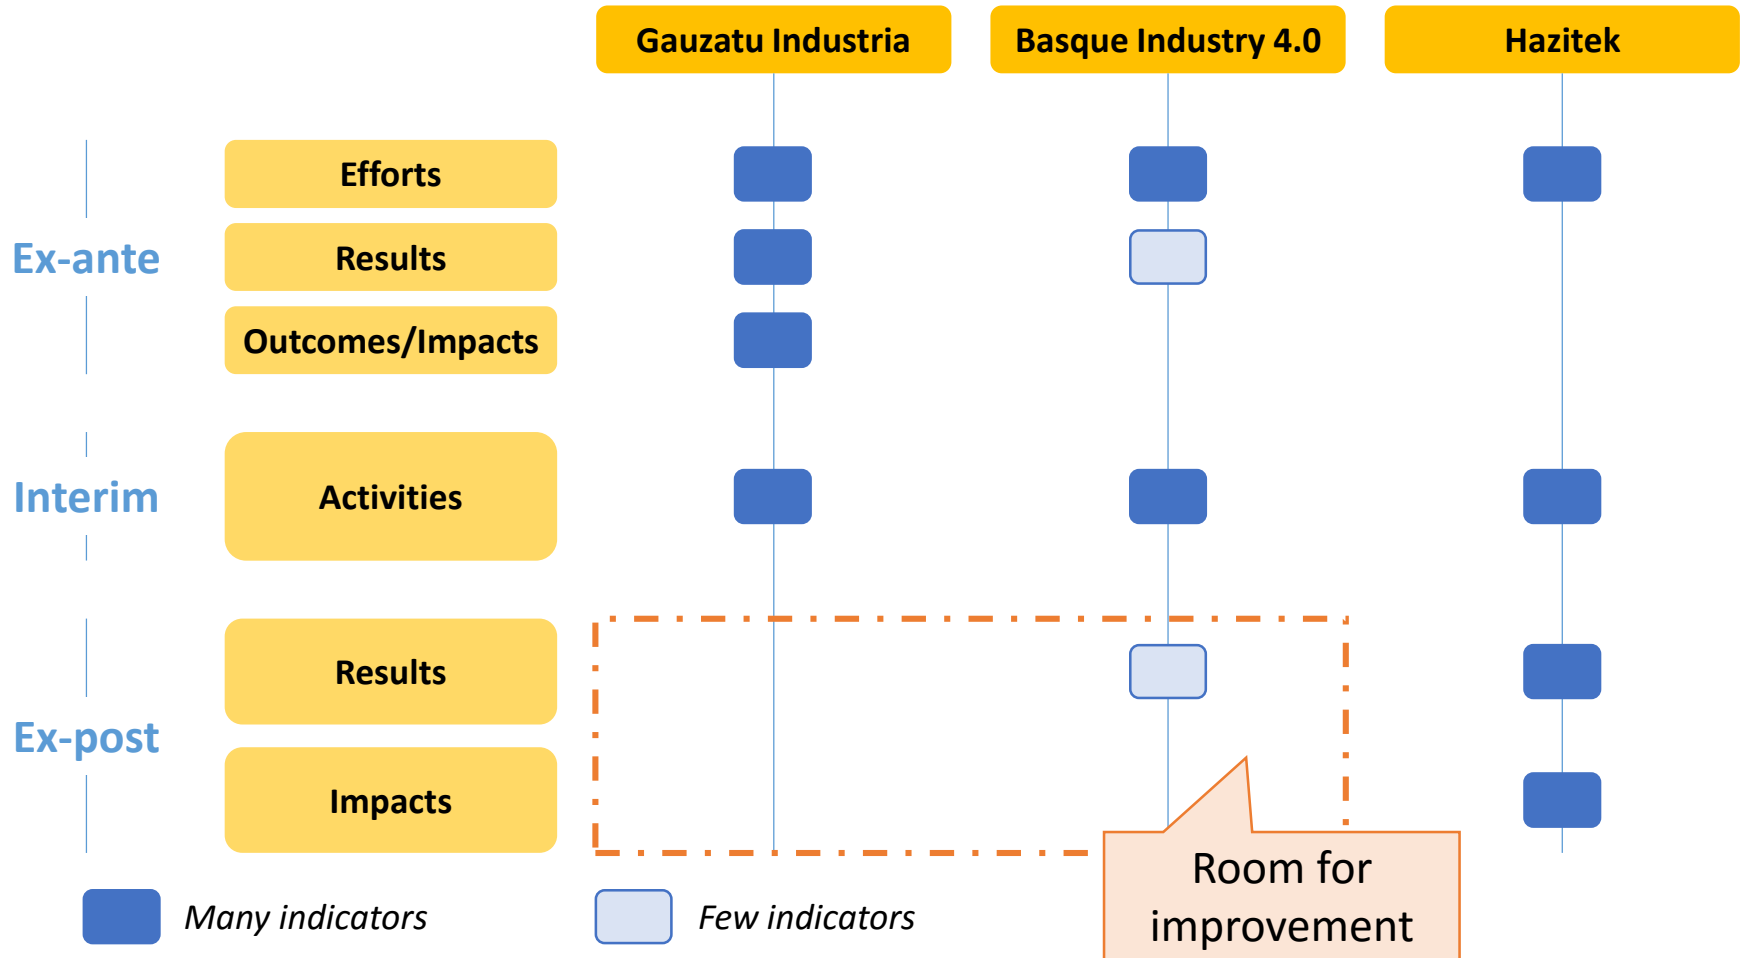 Gauzatu Industria
Basque Industry 4.0
Hazitek
Ex-ante
Efforts
Results
Outcomes/Impacts
Interim
Activities
Ex-post
Results
Impacts
Room for
improvement
Many indicators
Few indicators